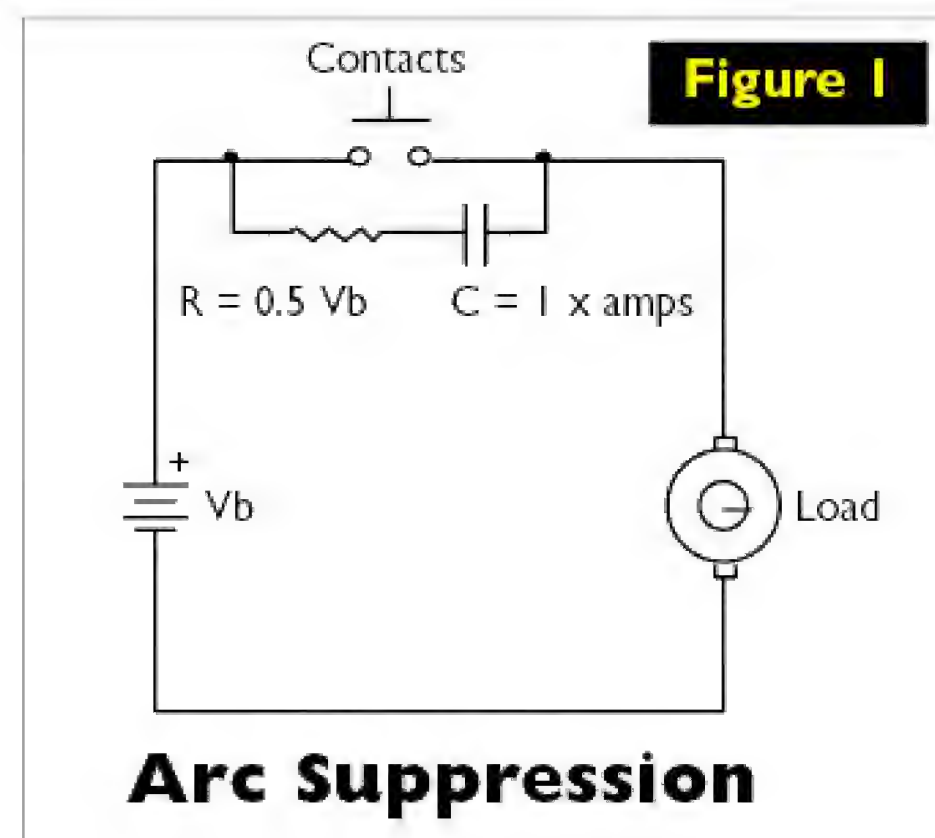 Contacts
Figure 1
R = 0.5 Vb
C = 1 x amps
+
Vb
Load
Arc Suppression